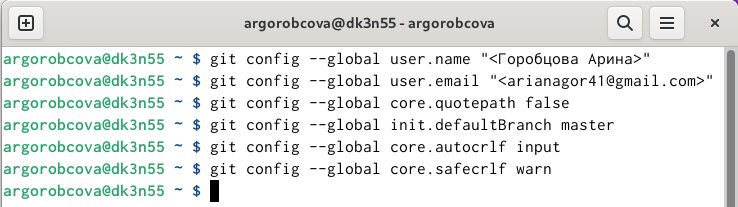 argorobcova@dk3n55 - argorobcova
argorobcova@dk3n55 ~ $ git config --global user.name "<Горобцова Арина>"
argorobcova@dk3n55 ~ $ git config --global user.email "<arianagor41@gmail.com>"
argorobcova@dk3n55 ~ $ git config --global core.quotepath false
argorobcova@dk3n55 ~ $ git config --global init.defaultBranch master
argorobcova@dk3n55 ~ $ git config --global core.autocrlf input
argorobcova@dk3n55 ~ $ git config --global core.safecrlf warn
argorobcova@dk3n55 ~ $